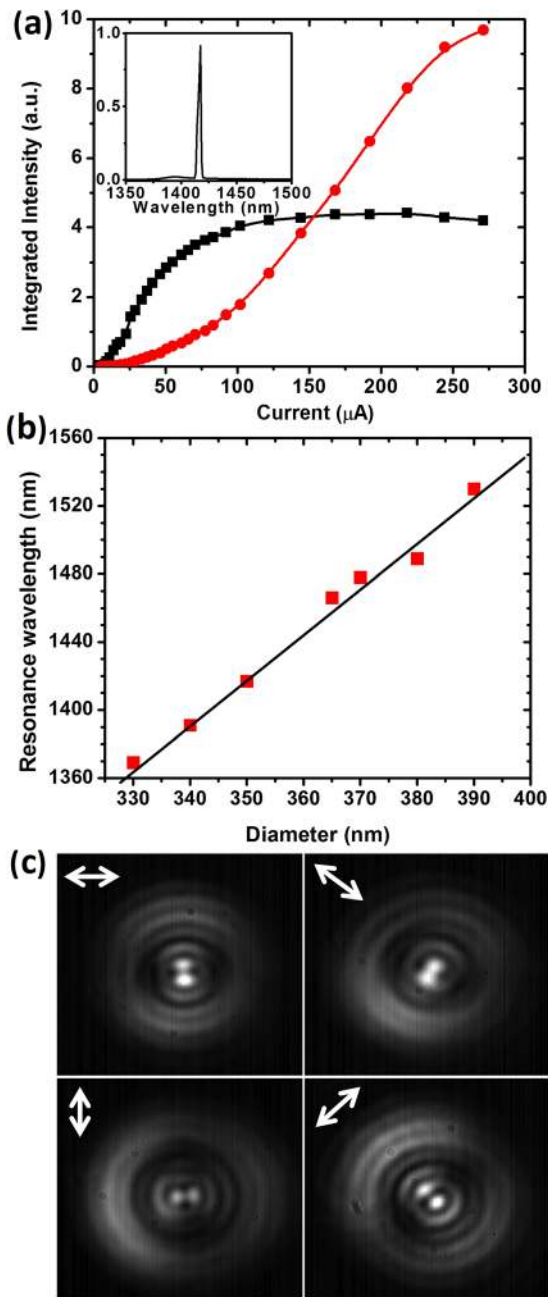 (a)
10
8
6
4
2
0
Integrated Intensity (a.u.)
1.0
0.5
0.0
1350 1400 1450 1500
Wavelength (nm)
0 50 100 150 200 250 300
Current (μA)
(b)
1560
1520
1480
1440
1400
1360
Resonance wavelength (nm)
330 340 350 360 370 380 390 400
Diameter (nm)
(c)